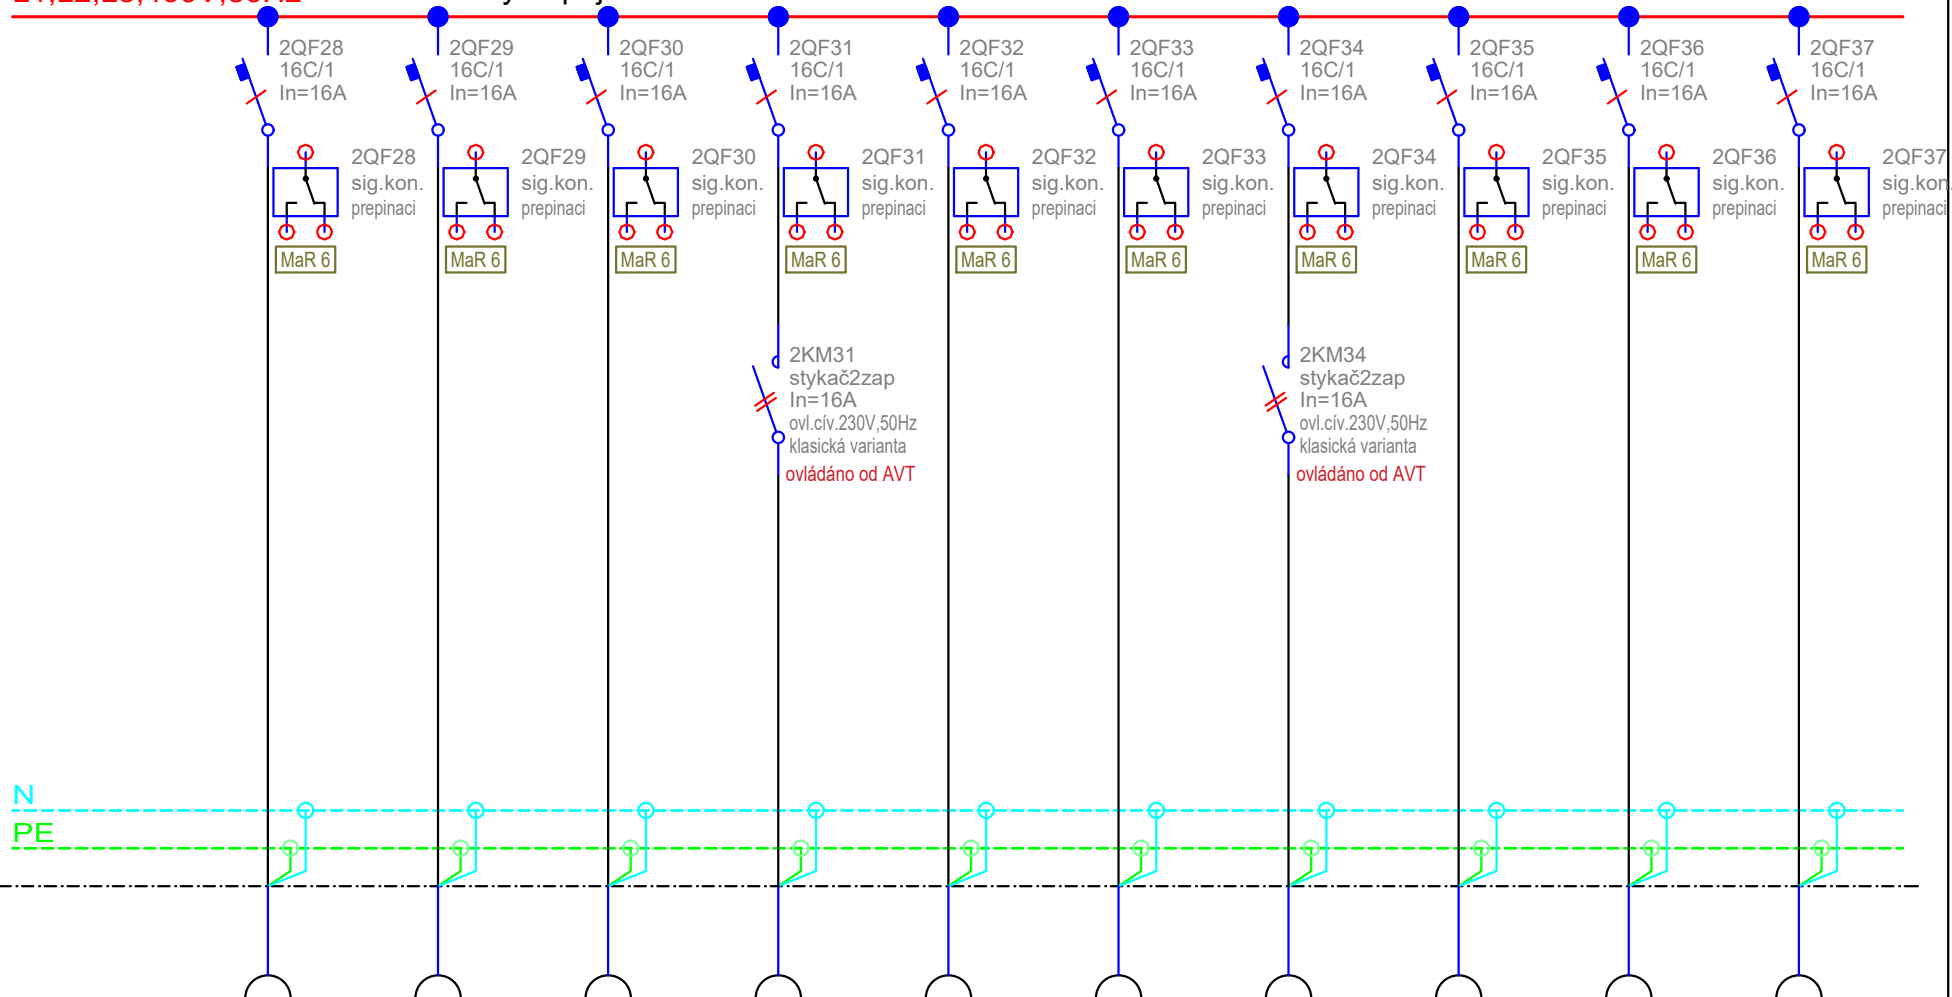 2QF28
16C/1
In=16A
2QF29
16C/1
In=16A
2QF30
16C/1
In=16A
2QF31
16C/1
In=16A
2QF32
16C/1
In=16A
2QF33
16C/1
In=16A
2QF34
16C/1
In=16A
2QF35
16C/1
In=16A
2QF36
16C/1
In=16A
2QF37
16C/1
In=16A
2QF28
sig.kon.
prepinaci
MaR 6
2QF29
sig.kon.
prepinaci
MaR 6
2QF30
sig.kon.
prepinaci
MaR 6
2QF31
sig.kon.
prepinaci
MaR 6
2QF32
sig.kon.
prepinaci
MaR 6
2QF33
sig.kon.
prepinaci
MaR 6
2QF34
sig.kon.
prepinaci
MaR 6
2QF35
sig.kon.
prepinaci
MaR 6
2QF36
sig.kon.
prepinaci
MaR 6
2QF37
sig.kon.
prepinaci
MaR 6
2KM31
stykač2zap
In=16A
ovl.cív.230V,50Hz
klasická varianta
ovládáno od AVT
2KM34
stykač2zap
In=16A
ovl.cív.230V,50Hz
klasická varianta
ovládáno od AVT
N
PE